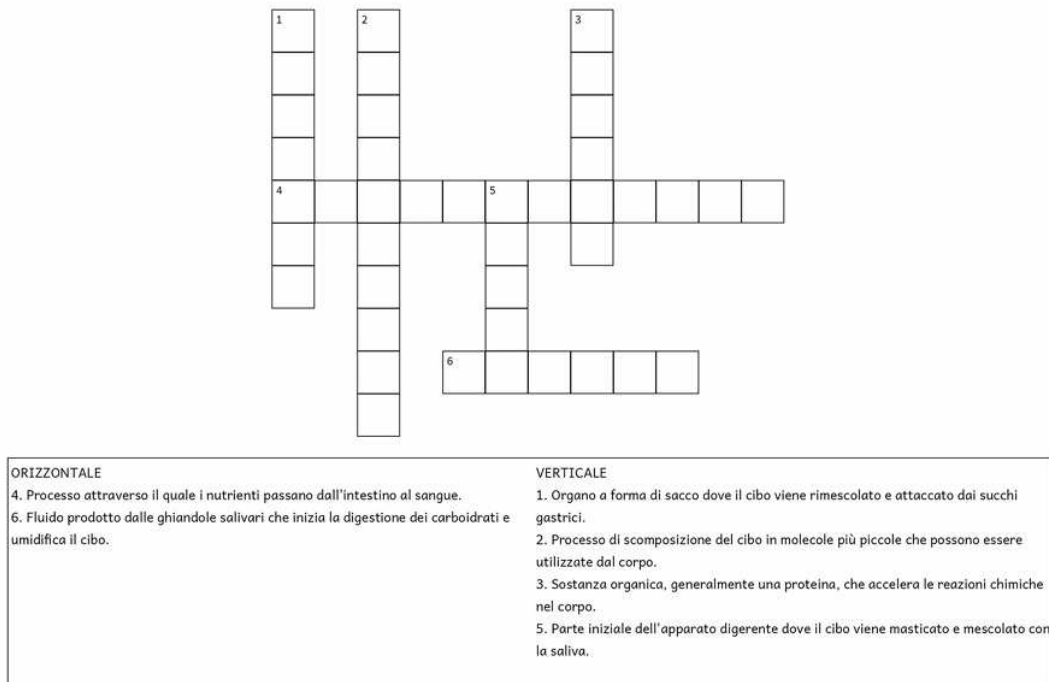 1
2
3
4
5
6
ORIZZONTALE
4. Processo attraverso il quale i nutrienti passano dall'intestino al sangue.
6. Fluido prodotto dalle ghiandole salivari che inizia la digestione dei carboidrati e
umidifica il cibo.
VERTICALE
1. Organo a forma di sacco dove il cibo viene rimescolato e attaccato dai succhi
gastrici.
2. Processo di scomposizione del cibo in molecole più piccole che possono essere
utilizzate dal corpo.
3. Sostanza organica, generalmente una proteina, che accelera le reazioni chimiche
nel corpo.
5. Parte iniziale dell'apparato digerente dove il cibo viene masticato e mescolato con
la saliva.